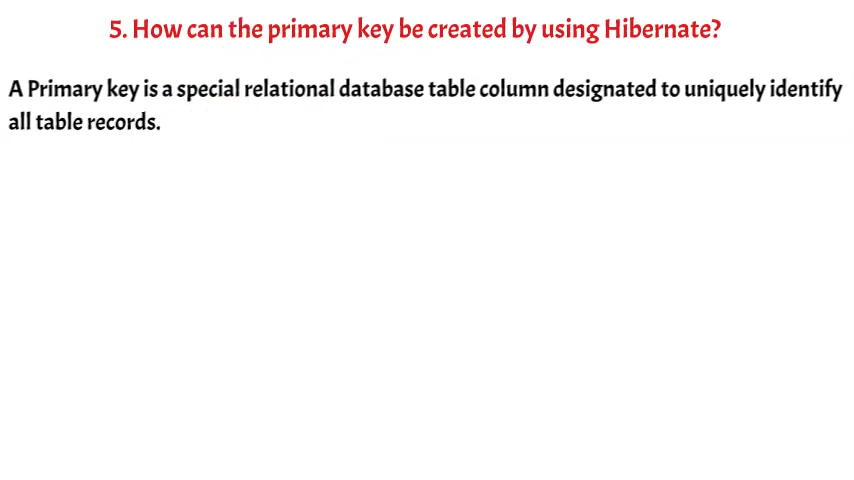 5. How can the primary key be created by using Hibernate?
A Primary key is a special relational database table column designated to uniquely identify
all table records.